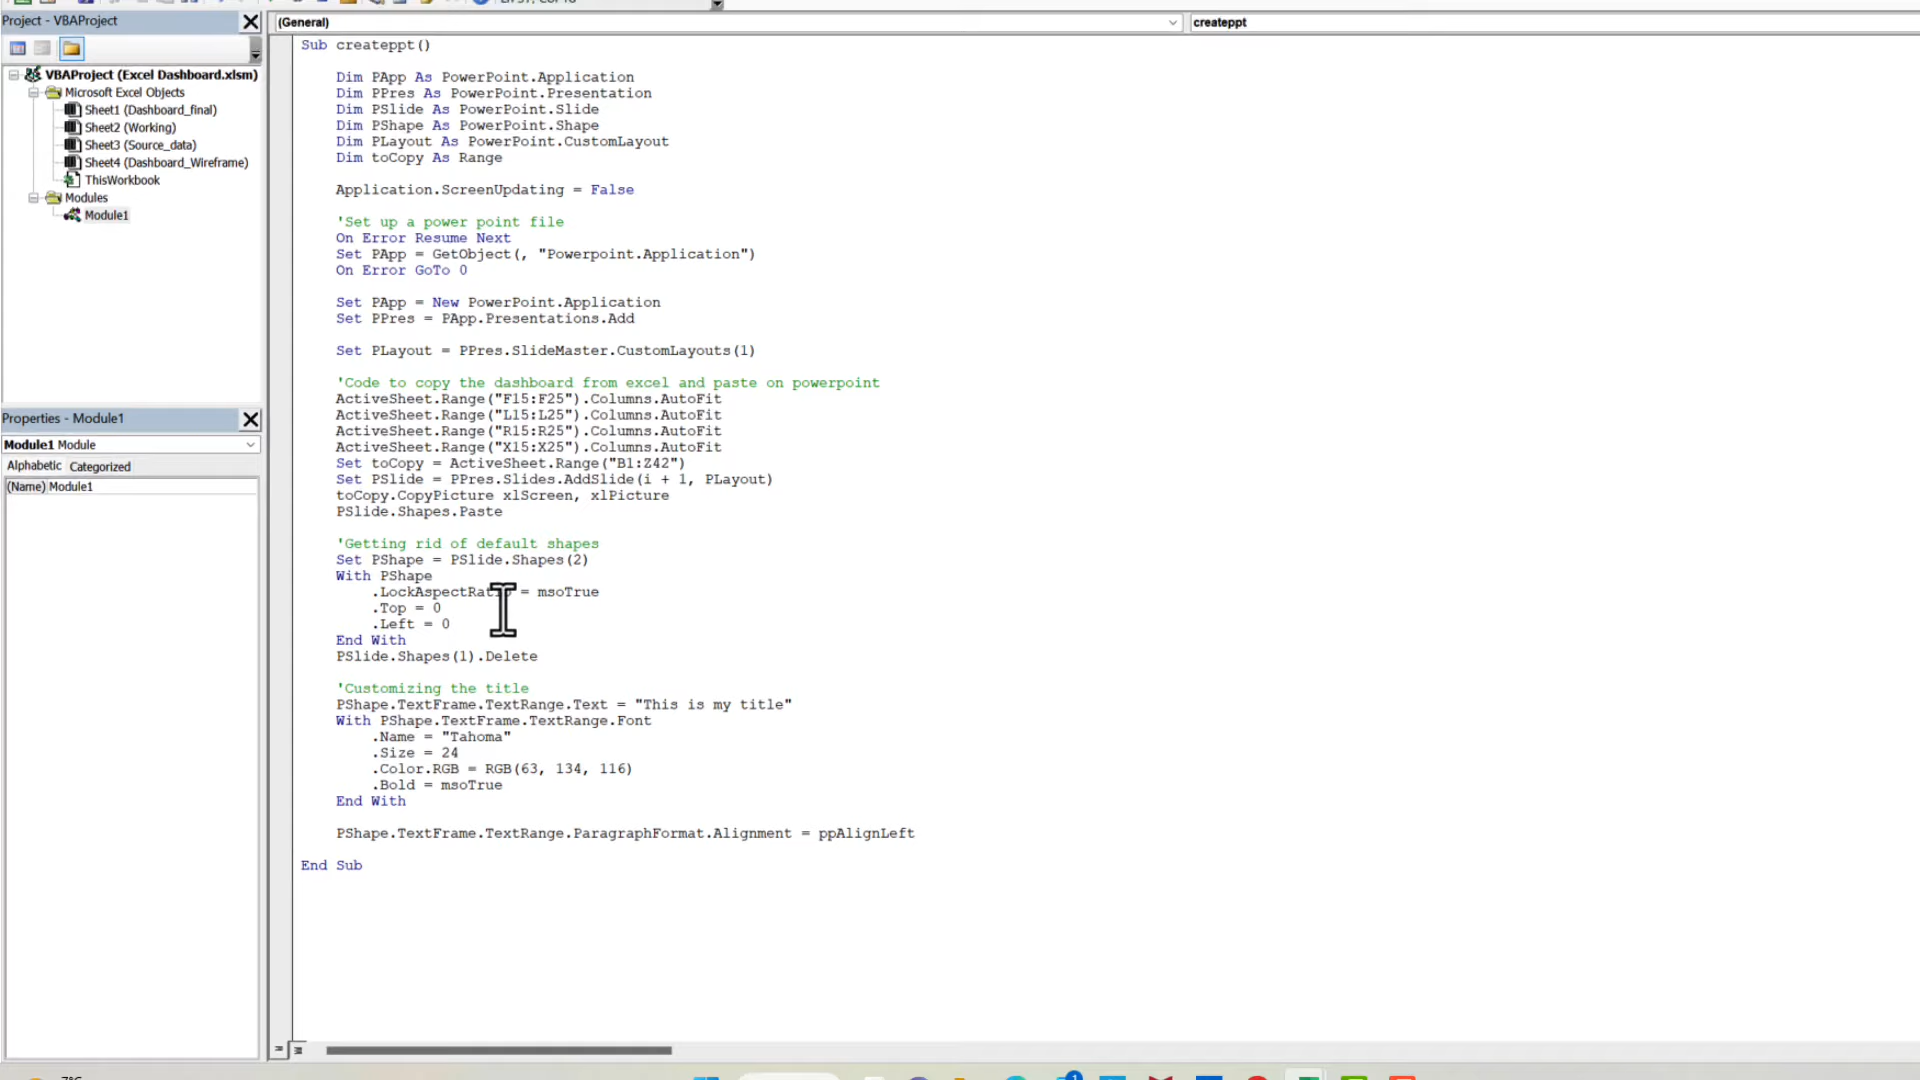 Project - VBAProject
VBAProject (Excel Dashboard.xlsm)
Microsoft Excel Objects
Sheet1 (Dashboard_final)
Sheet2 (Working)
Sheet3 (Source_data)
Sheet4 (Dashboard_Wireframe)
ThisWorkbook
Modules
Module1
Properties - Module1
Module1 Module
Alphabetic Categorized
(Name) Module1
(General) createppt
Sub createppt()
Dim PApp As PowerPoint.Application
Dim PPres As PowerPoint.Presentation
Dim PSlide As PowerPoint.Slide
Dim PShape As PowerPoint.Shape
Dim PLayout As PowerPoint.CustomLayout
Dim toCopy As Range
Application.ScreenUpdating = False
'Set up a power point file
On Error Resume Next
Set PApp = GetObject(, "Powerpoint.Application")
On Error GoTo 0
Set PApp = New PowerPoint.Application
Set PPres = PApp.Presentations.Add
Set PLayout = PPres.SlideMaster.CustomLayouts(1)
'Code to copy the dashboard from excel and paste on powerpoint
ActiveSheet.Range("F15:F25").Columns.AutoFit
ActiveSheet.Range("L15:L25").Columns.AutoFit
ActiveSheet.Range("R15:R25").Columns.AutoFit
ActiveSheet.Range("X15:X25").Columns.AutoFit
Set toCopy = ActiveSheet.Range("B1:Z42")
Set PSlide = PPres.Slides.AddSlide(i + 1, PLayout)
toCopy.CopyPicture xlScreen, xlPicture
PSlide.Shapes.Paste
'Getting rid of default shapes
Set PShape = PSlide.Shapes(2)
With PShape
.LockAspectRatio = msoTrue
.Top = 0
.Left = 0
End With
PSlide.Shapes(1).Delete
'Customizing the title
PShape.TextFrame.TextRange.Text = "This is my title"
With PShape.TextFrame.TextRange.Font
.Name = "Tahoma"
.Size = 24
.Color.RGB = RGB(63, 134, 116)
.Bold = msoTrue
End With
PShape.TextFrame.TextRange.ParagraphFormat.Alignment = ppAlignLeft
End Sub